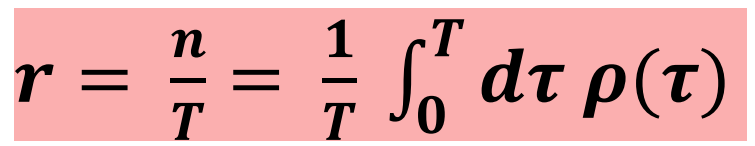 r = n/T = 1/T ∫₀ᵀ dτ ρ(τ)